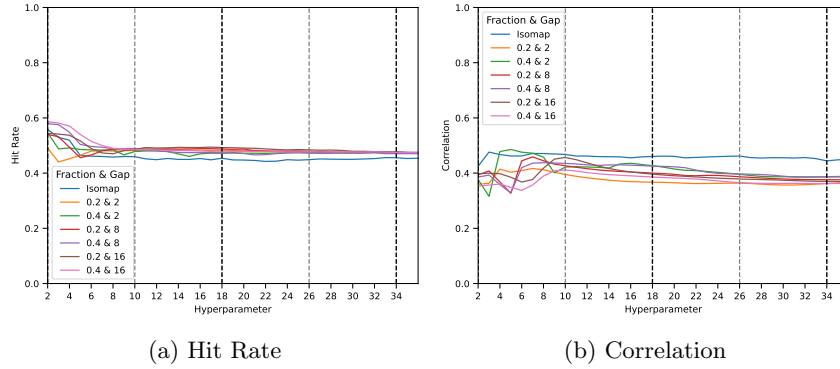 1.0
0.8
0.6
0.4
0.2
0.0
Hit Rate
Fraction & Gap
Isomap
0.2 & 2
0.4 & 2
0.2 & 8
0.4 & 8
0.2 & 16
0.4 & 16
2 4 6 8 10 12 14 16 18 20 22 24 26 28 30 32 34
Hyperparameter
(a) Hit Rate
1.0
0.8
0.6
0.4
0.2
0.0
Correlation
Fraction & Gap
Isomap
0.2 & 2
0.4 & 2
0.2 & 8
0.4 & 8
0.2 & 16
0.4 & 16
2 4 6 8 10 12 14 16 18 20 22 24 26 28 30 32 34
Hyperparameter
(b) Correlation